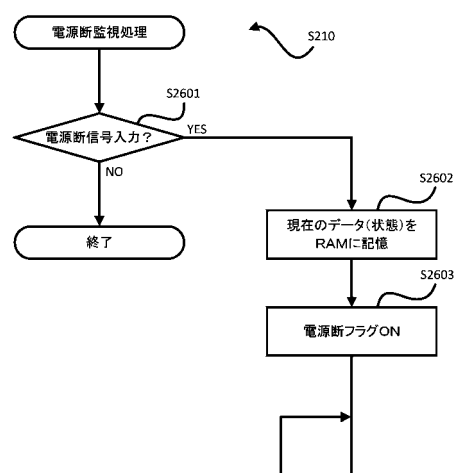 電源断監視処理
S210
S2601
電源断信号入力?
YES
NO
S2602
終了
現在のデータ(状態)を
RAMに記憶
S2603
電源断フラグON